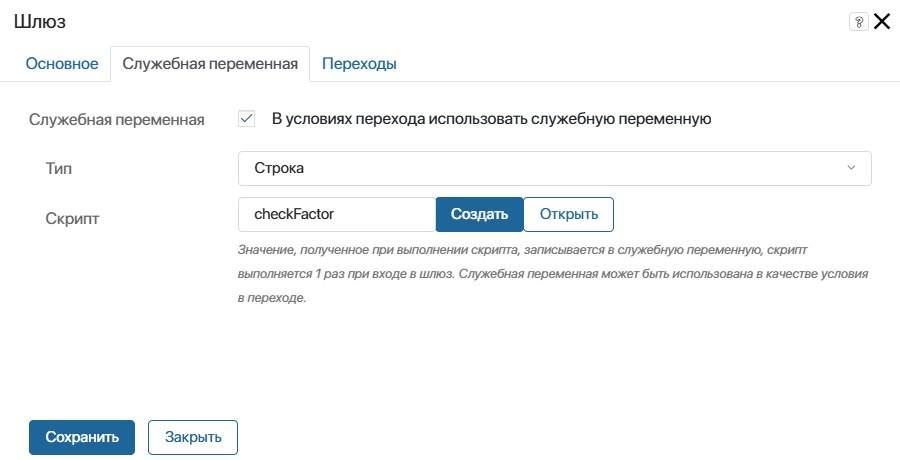 Шлюз
?
Основное
Служебная переменная
Переходы
Служебная переменная
В условиях перехода использовать служебную переменную
Тип
Строка
Скрипт
checkFactor
Создать
Открыть
Значение, полученное при выполнении скрипта, записывается в служебную переменную, скрипт
выполняется 1 раз при входе в шлюз. Служебная переменная может быть использована в качестве условия
в переходе.
Сохранить
Закрыть